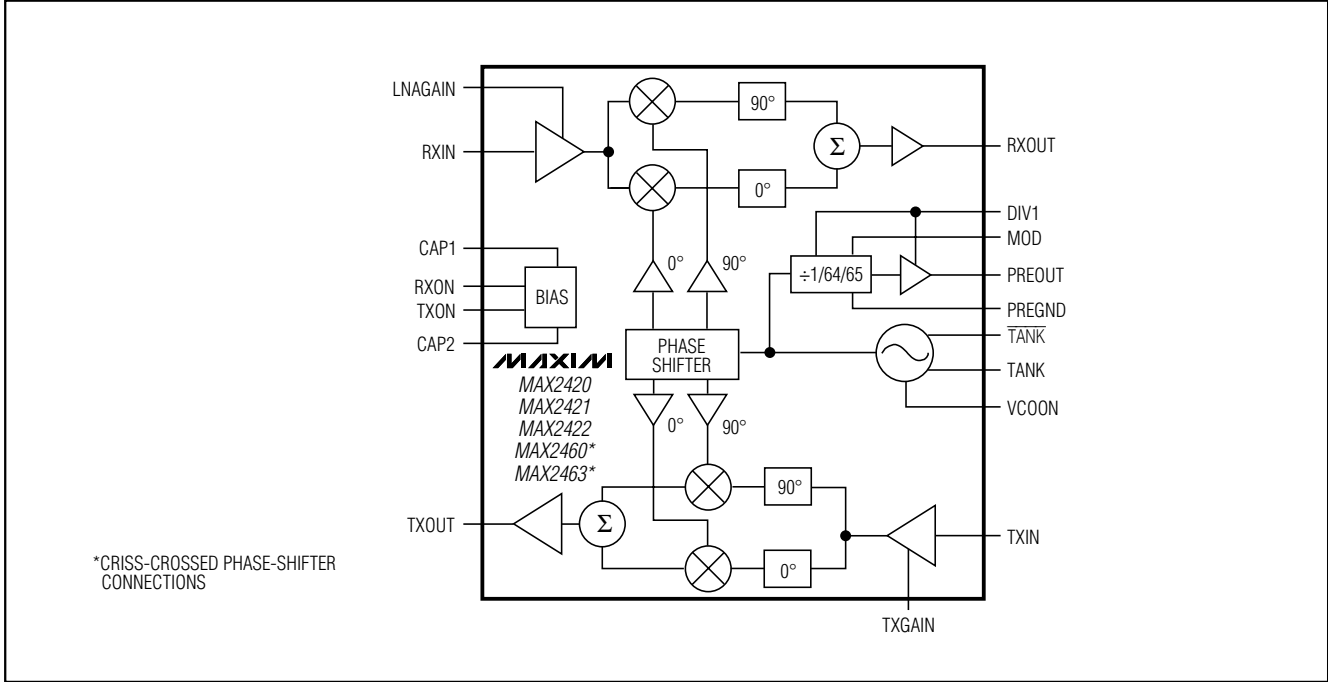 LNAGAIN
RXIN
90°
Σ
RXOUT
0°
DIV1
MOD
CAP1
0°
90°
÷1/64/65
PREOUT
RXON
BIAS
TXON
PREGND
TANK
CAP2
PHASE
SHIFTER
MAXIM
TANK
MAX2420
MAX2421
MAX2422
MAX2460*
MAX2463*
0°
90°
VCOON
90°
TXOUT
Σ
TXIN
0°
*CRISS-CROSSED PHASE-SHIFTER
CONNECTIONS
TXGAIN